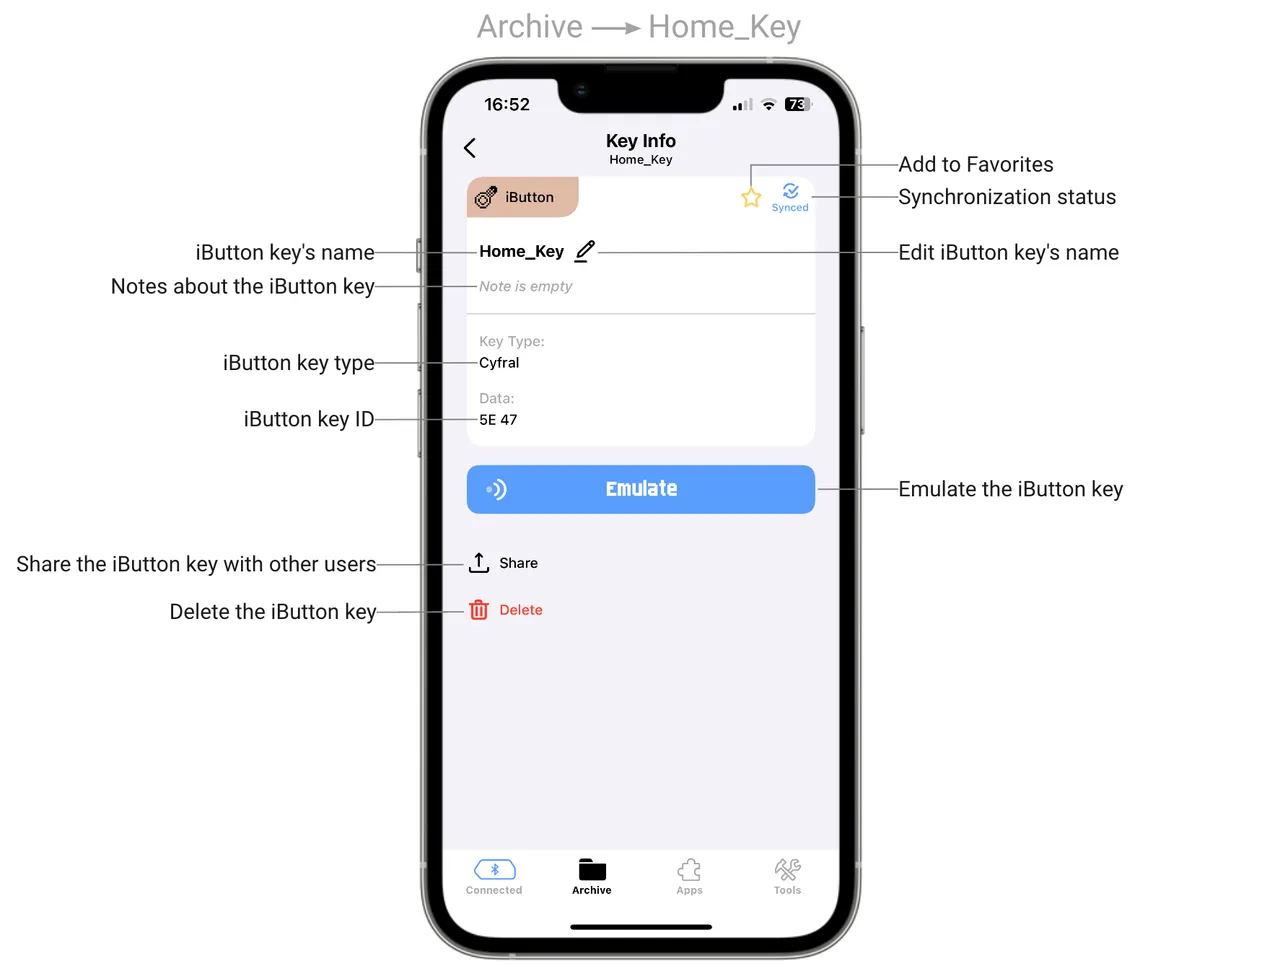 Archive → Home_Key
16:52
73
Key Info
Home_Key
Add to Favorites
iButton
Synced
Synchronization status
iButton key's name
Home_Key
Edit iButton key's name
Notes about the iButton key
Note is empty
Key Type:
iButton key type
Cyfral
Data:
iButton key ID
5E 47
Emulate
Emulate the iButton key
Share the iButton key with other users
Share
Delete the iButton key
Delete
Connected
Archive
Apps
Tools